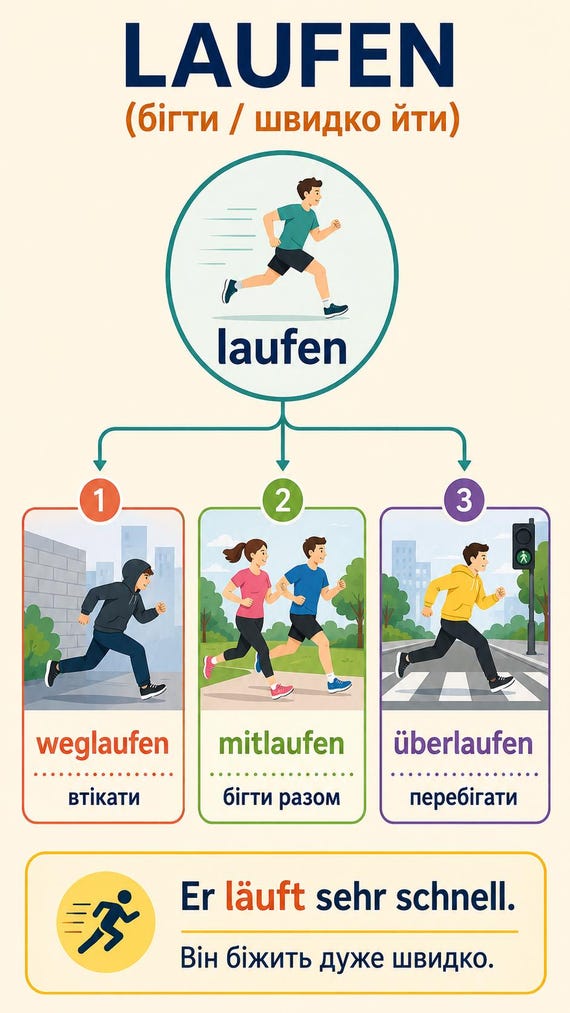 LAUFEN
(бігти / швидко йти)
laufen
1
2
3
weglaufen
mitlaufen
überlaufen
втікати
бігти разом
перебігати
Er läuft sehr schnell.
Він біжить дуже швидко.